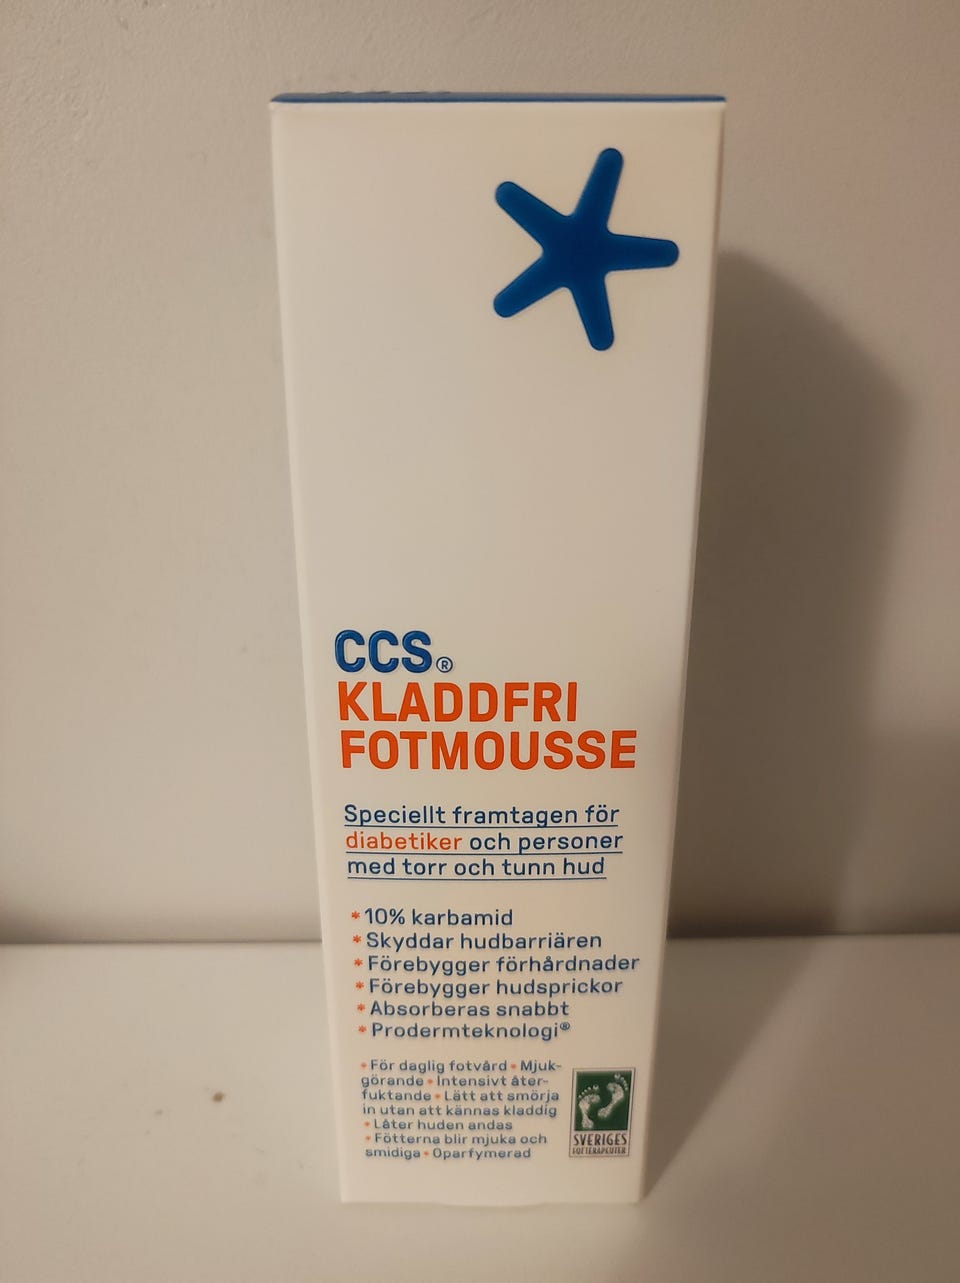 CCS®
KLADDFRI
FOTMOUSSE
Speciellt framtagen för
diabetiker och personer
med torr och tunn hud
* 10% karbamid
* Skyddar hudbarriären
* Förebygger förhårdnader
* Förebygger hudsprickor
* Absorberas snabbt
* Prodermteknologi®
• För daglig fotvård • Mjuk-
görande • Intensivt åter-
fuktande • Lätt att smörja
in utan att kännas kladdig
• Låter huden andas
• Fötterna blir mjuka och
smidiga • Oparfymerad
SVERIGES
FOTTERAPEUTER